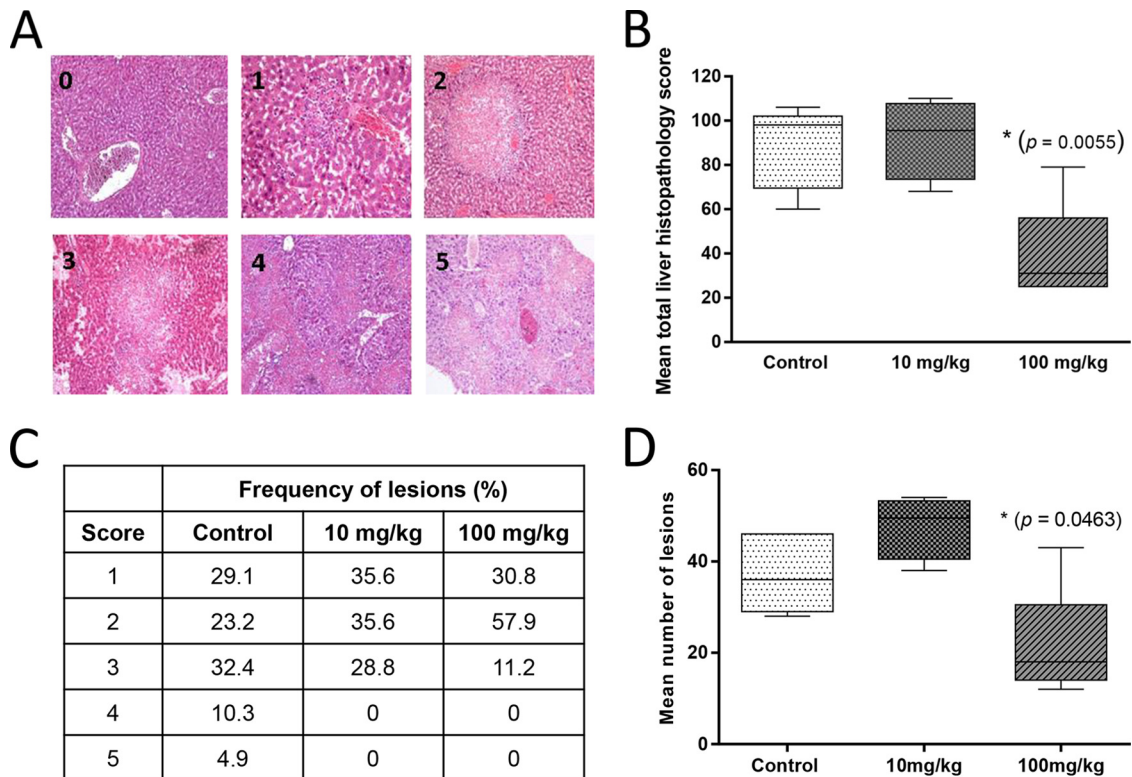 A
0
1
2
3
4
5
B
Mean total liver histopathology score
120
100
80
60
40
20
0
* (p = 0.0055)
Control 10 mg/kg 100 mg/kg
C
Frequency of lesions (%)
Score Control 10 mg/kg 100 mg/kg
1 29.1 35.6 30.8
2 23.2 35.6 57.9
3 32.4 28.8 11.2
4 10.3 0 0
5 4.9 0 0
D
Mean number of lesions
60
40
20
0
* (p = 0.0463)
Control 10mg/kg 100mg/kg